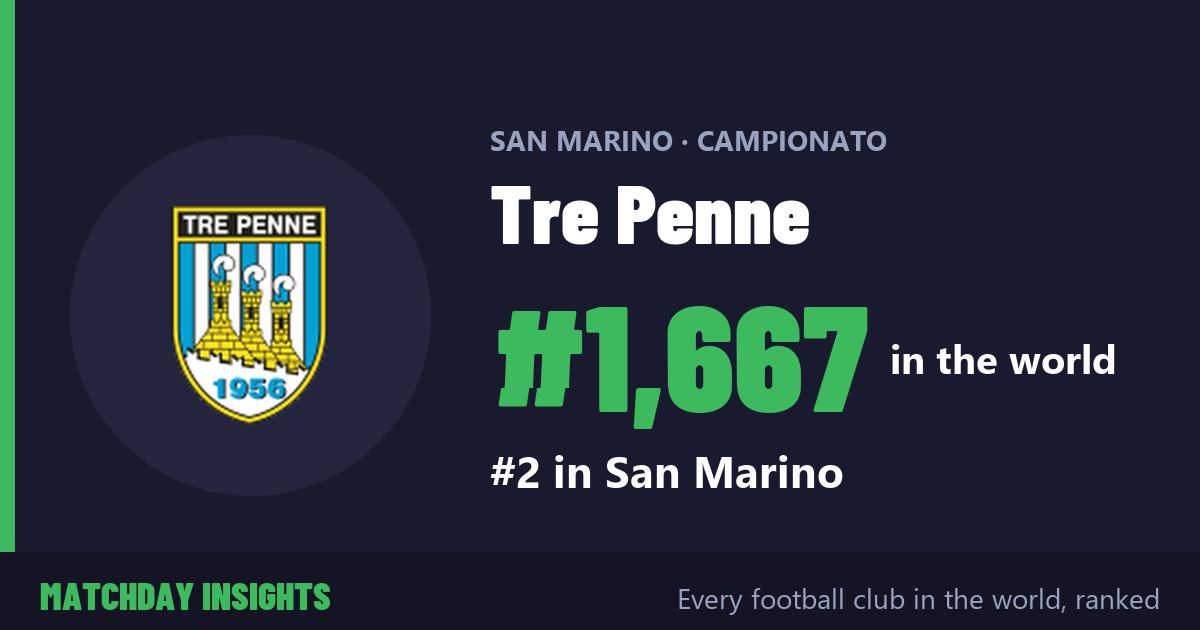 SAN MARINO · CAMPIONATO
Tre Penne
#1,667 in the world
#2 in San Marino
TRE PENNE
1956
MATCHDAY INSIGHTS
Every football club in the world, ranked